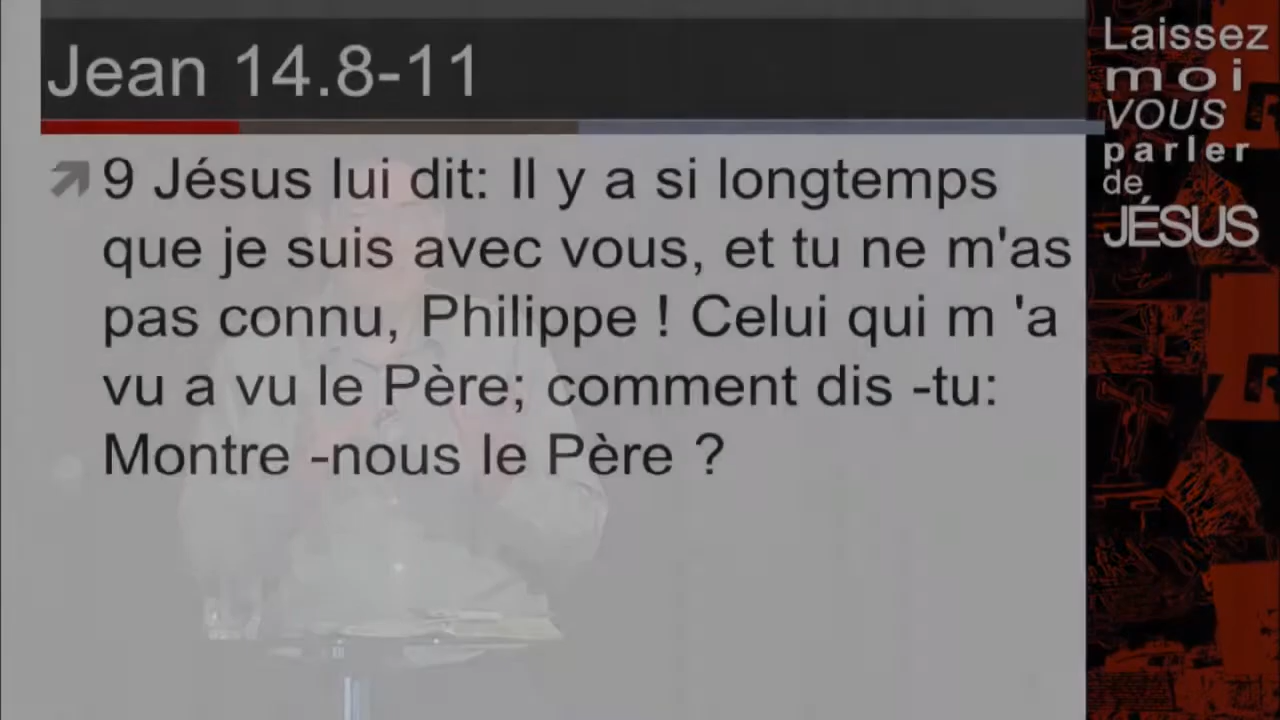 Jean 14.8-11
9 Jésus lui dit: Il y a si longtemps
que je suis avec vous, et tu ne m'as
pas connu, Philippe ! Celui qui m 'a
vu a vu le Père; comment dis -tu:
Montre -nous le Père ?
Laissez
moi
VOUS
parler
de
JÉSUS